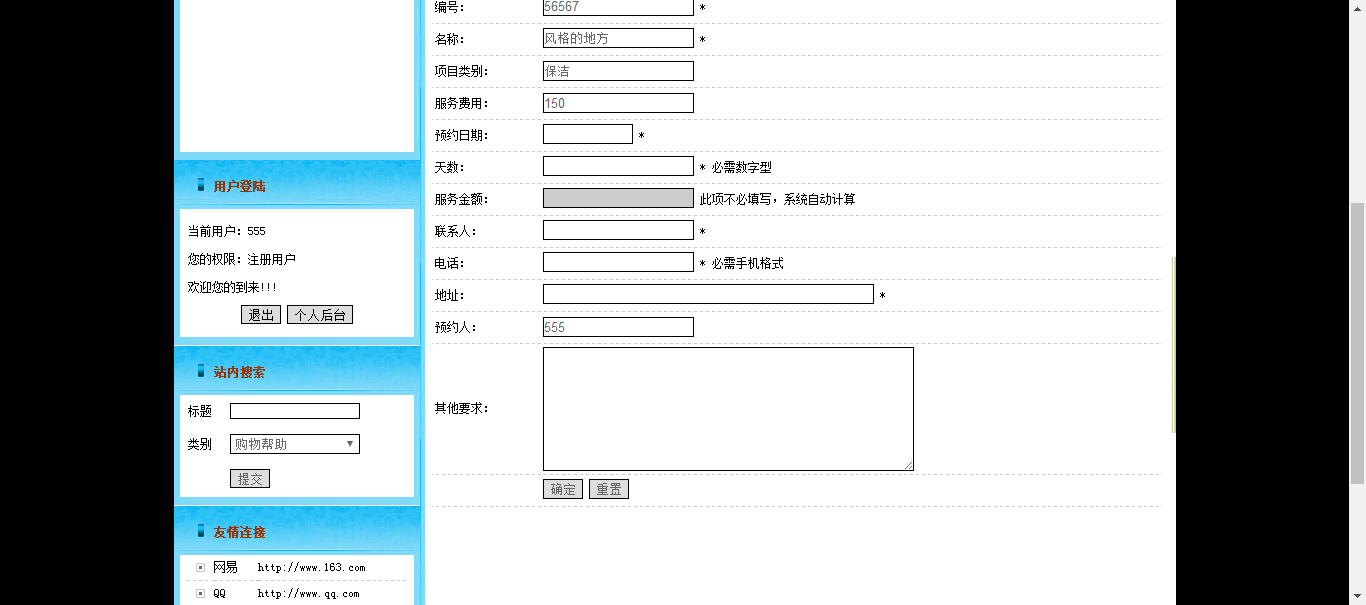 用户登陆
当前用户: 555
您的权限: 注册用户
欢迎您的到来!!!
退出 个人后台
站内搜索
标题
类别 购物帮助
提交
友情连接
网易 http://www.163.com
QQ http://www.qq.com
编号: 56567 *
名称: 风格的地方 *
项目类别: 保洁
服务费用: 150
预约日期: *
天数: * 必需数字型
服务金额: 此项不必填写，系统自动计算
联系人: *
电话: * 必需手机格式
地址: *
预约人: 555
其他要求:
确定 重置